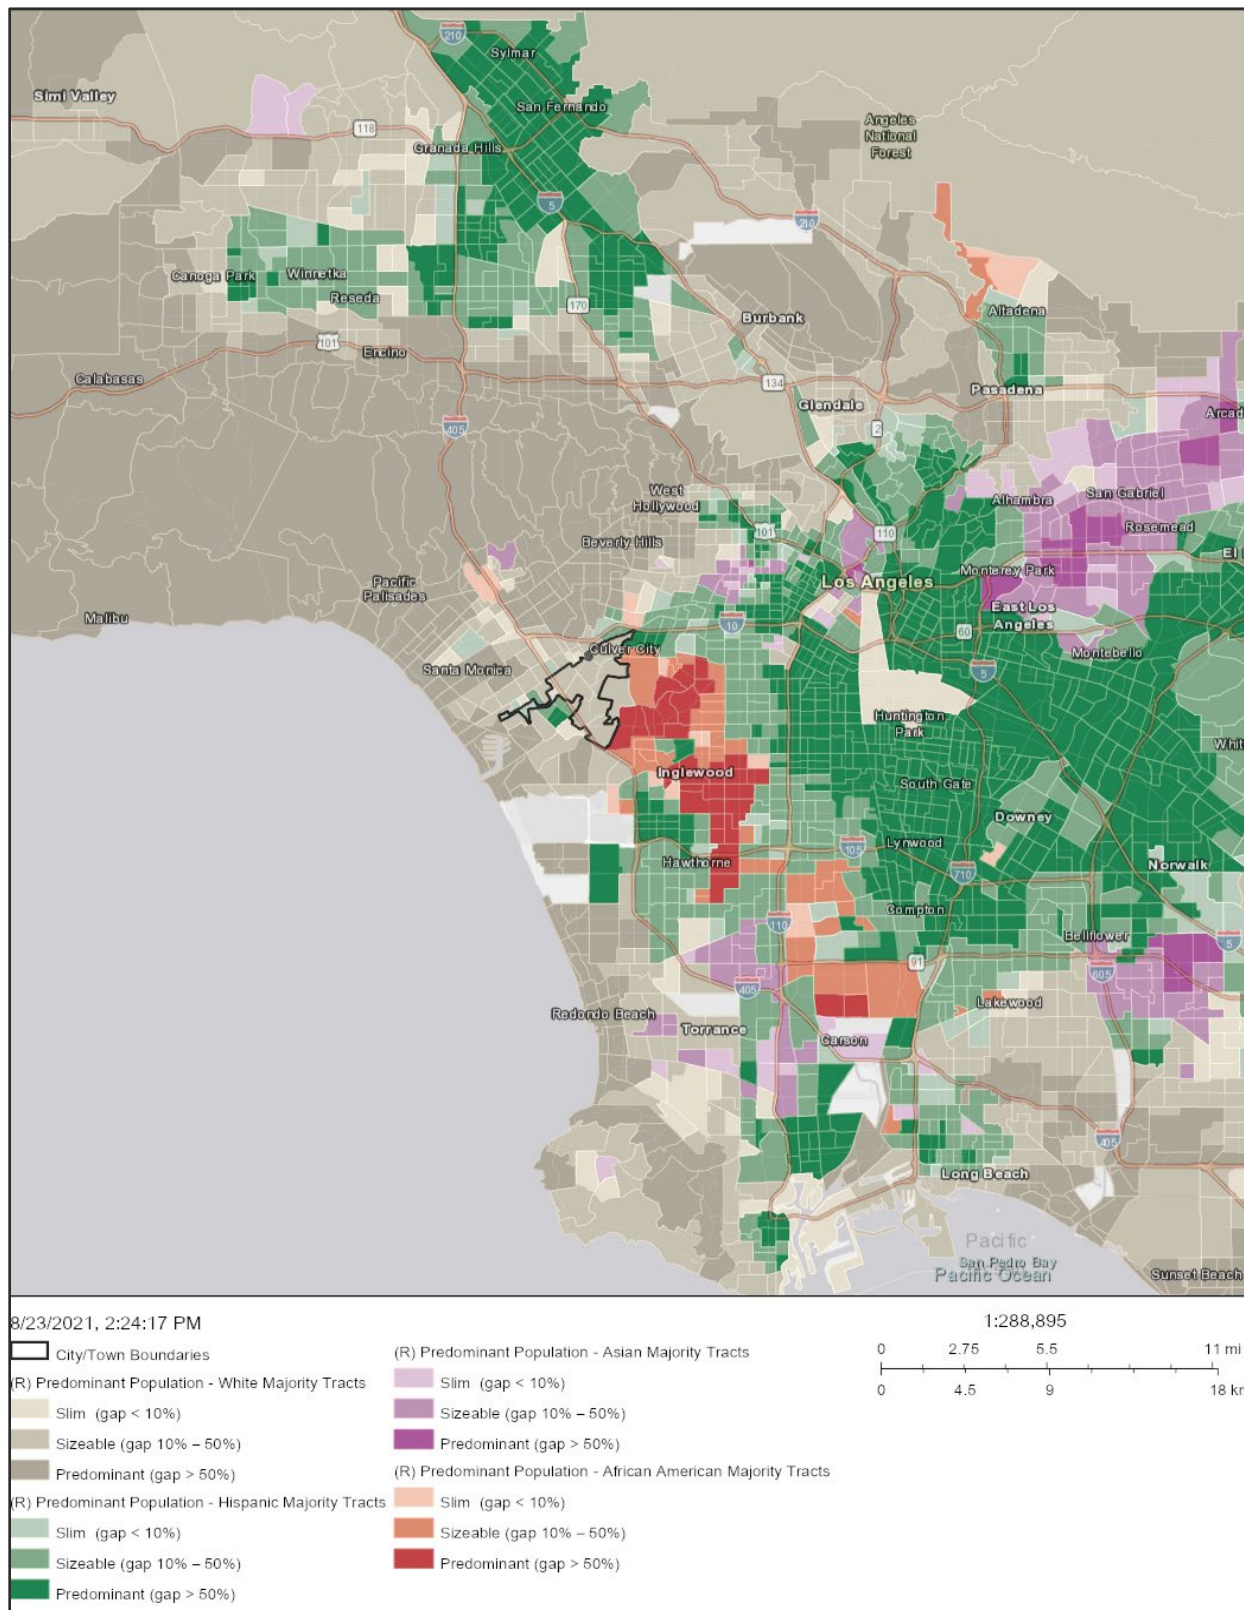 210
Sylmar
Simi Valley
San Fernando
Angeles
National
Forest
118
Granada Hills
5
210
Canoga Park
Winnetka
Reseda
170
Altadena
Burbank
101
Encino
Calabasas
134
Pasadena
Glendale
405
2
Arcad
West
Hollywood
Alhambra
San Gabriel
Rosemead
101
110
Beverly Hills
El
Monterey Park
Los Angeles
Pacific
Palisades
East Los
Angeles
Malibu
10
60
Culver City
Montebello
Santa Monica
5
Huntington
Park
Whit
Inglewood
South Gate
Downey
105
Lynwood
Hawthorne
Norwalk
710
Compton
110
Bellflower
5
91
605
405
Lakewood
Redondo Beach
Torrance
Carson
405
Long Beach
Pacific
San Pedro Bay
Pacific Ocean
Sunset Beach
8/23/2021, 2:24:17 PM
City/Town Boundaries
(R) Predominant Population - White Majority Tracts
Slim (gap < 10%)
Sizeable (gap 10% – 50%)
Predominant (gap > 50%)
(R) Predominant Population - Hispanic Majority Tracts
Slim (gap < 10%)
Sizeable (gap 10% – 50%)
Predominant (gap > 50%)
(R) Predominant Population - Asian Majority Tracts
Slim (gap < 10%)
Sizeable (gap 10% – 50%)
Predominant (gap > 50%)
(R) Predominant Population - African American Majority Tracts
Slim (gap < 10%)
Sizeable (gap 10% – 50%)
Predominant (gap > 50%)
1:288,895
0 2.75 5.5 11 mi
0 4.5 9 18 km